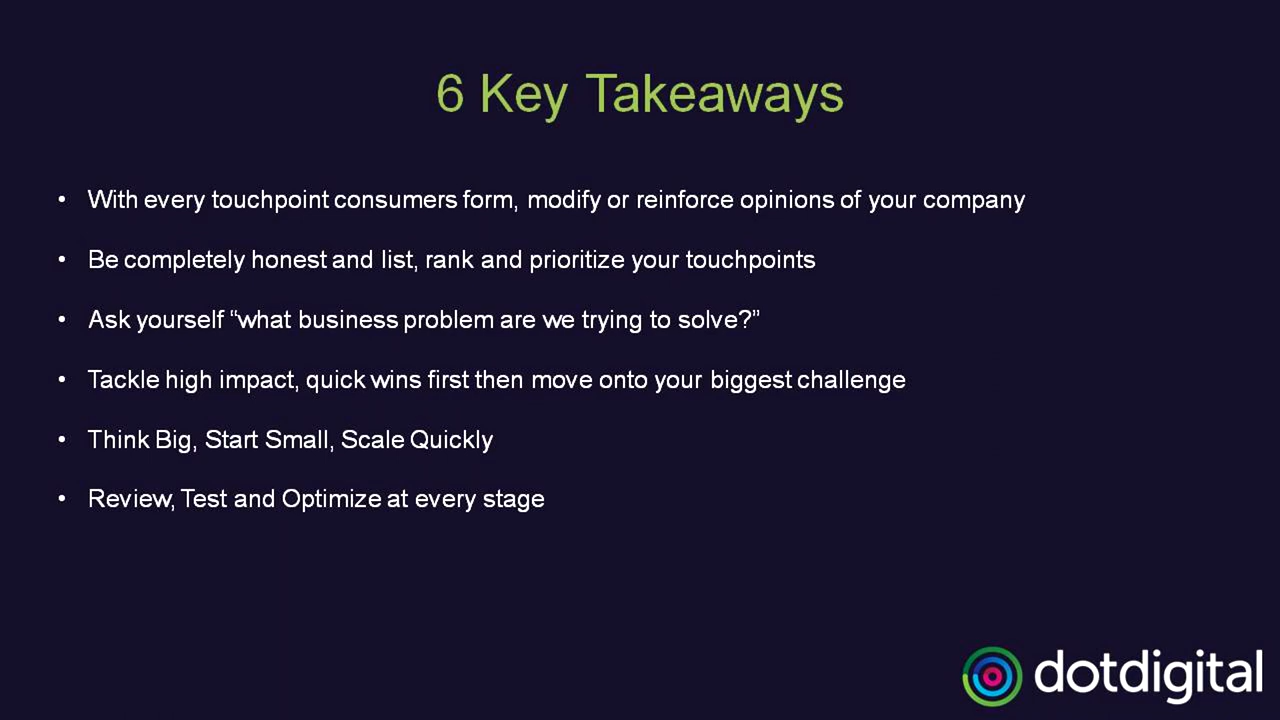 6 Key Takeaways
• With every touchpoint consumers form, modify or reinforce opinions of your company
• Be completely honest and list, rank and prioritize your touchpoints
• Ask yourself “what business problem are we trying to solve?”
• Tackle high impact, quick wins first then move onto your biggest challenge
• Think Big, Start Small, Scale Quickly
• Review, Test and Optimize at every stage
dotdigital